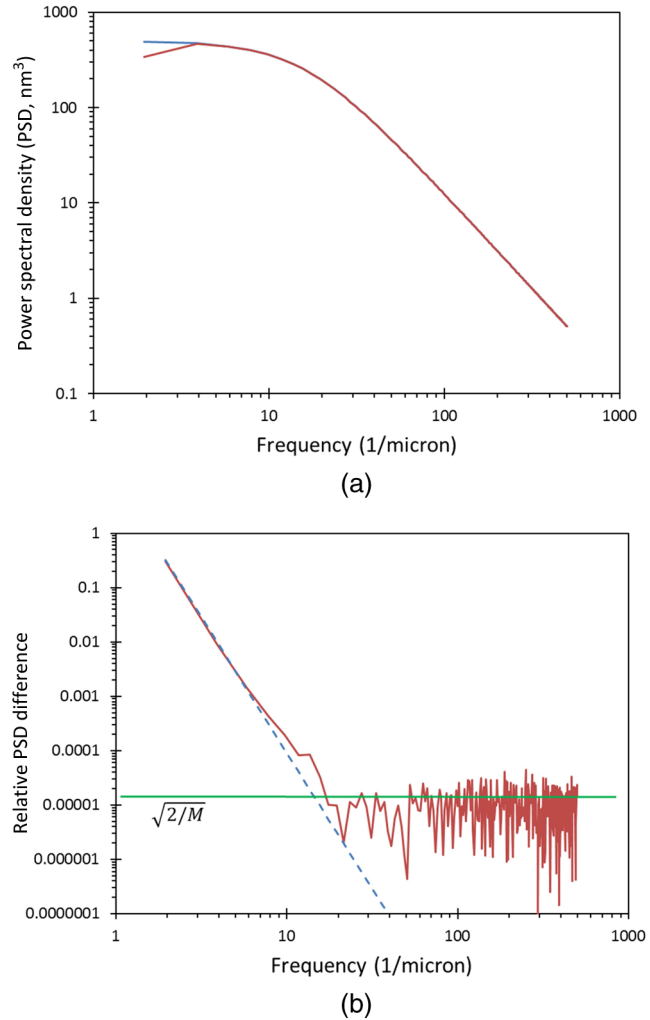 1000
100
10
1
0.1
Power spectral density (PSD, nm³)
1 10 100 1000
Frequency (1/micron)
(a)
1
0.1
0.01
0.001
0.0001
0.00001
0.000001
0.0000001
Relative PSD difference
√2/M
1 10 100 1000
Frequency (1/micron)
(b)